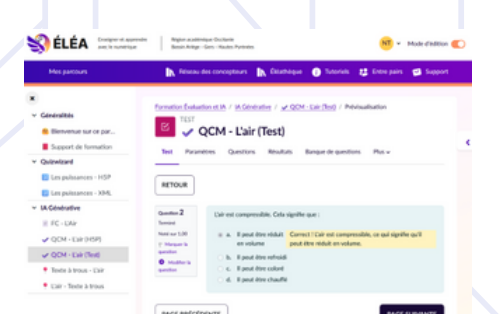 ÉLÉA
Enseigner et apprendre
avec le numérique
Région académique Occitanie
Bassin Ariège - Gers - Hautes Pyrénées
NT
Mode d'édition
Mes parcours
Réseau des concepteurs
Éléathèque
Tutoriels
Entre pairs
Support
Généralités
Bienvenue sur ce par...
Support de formation
Quizwizard
Les puissances - H5P
Les puissances - XML
IA Générative
FC - L'Air
QCM - L'air (H5P)
QCM - L'air (Test)
Texte à trous - L'air
L'air - Texte à trous
Formation Évaluation et IA / IA Générative / QCM - L'air (Test) / Prévisualisation
TEST
QCM - L'air (Test)
Test Paramètres Questions Résultats Banque de questions Plus
RETOUR
Question 2
Terminé
Noté sur 1,00
Marquer la
question
Modifier la
question
L'air est compressible. Cela signifie que :
a. Il peut être réduit en volume
Correct ! L'air est compressible, ce qui signifie qu'il
peut être réduit en volume.
b. Il peut être refroidi
c. Il peut être coloré
d. Il peut être chauffé
PAGE PRÉCÉDENTE
PAGE SUIVANTE